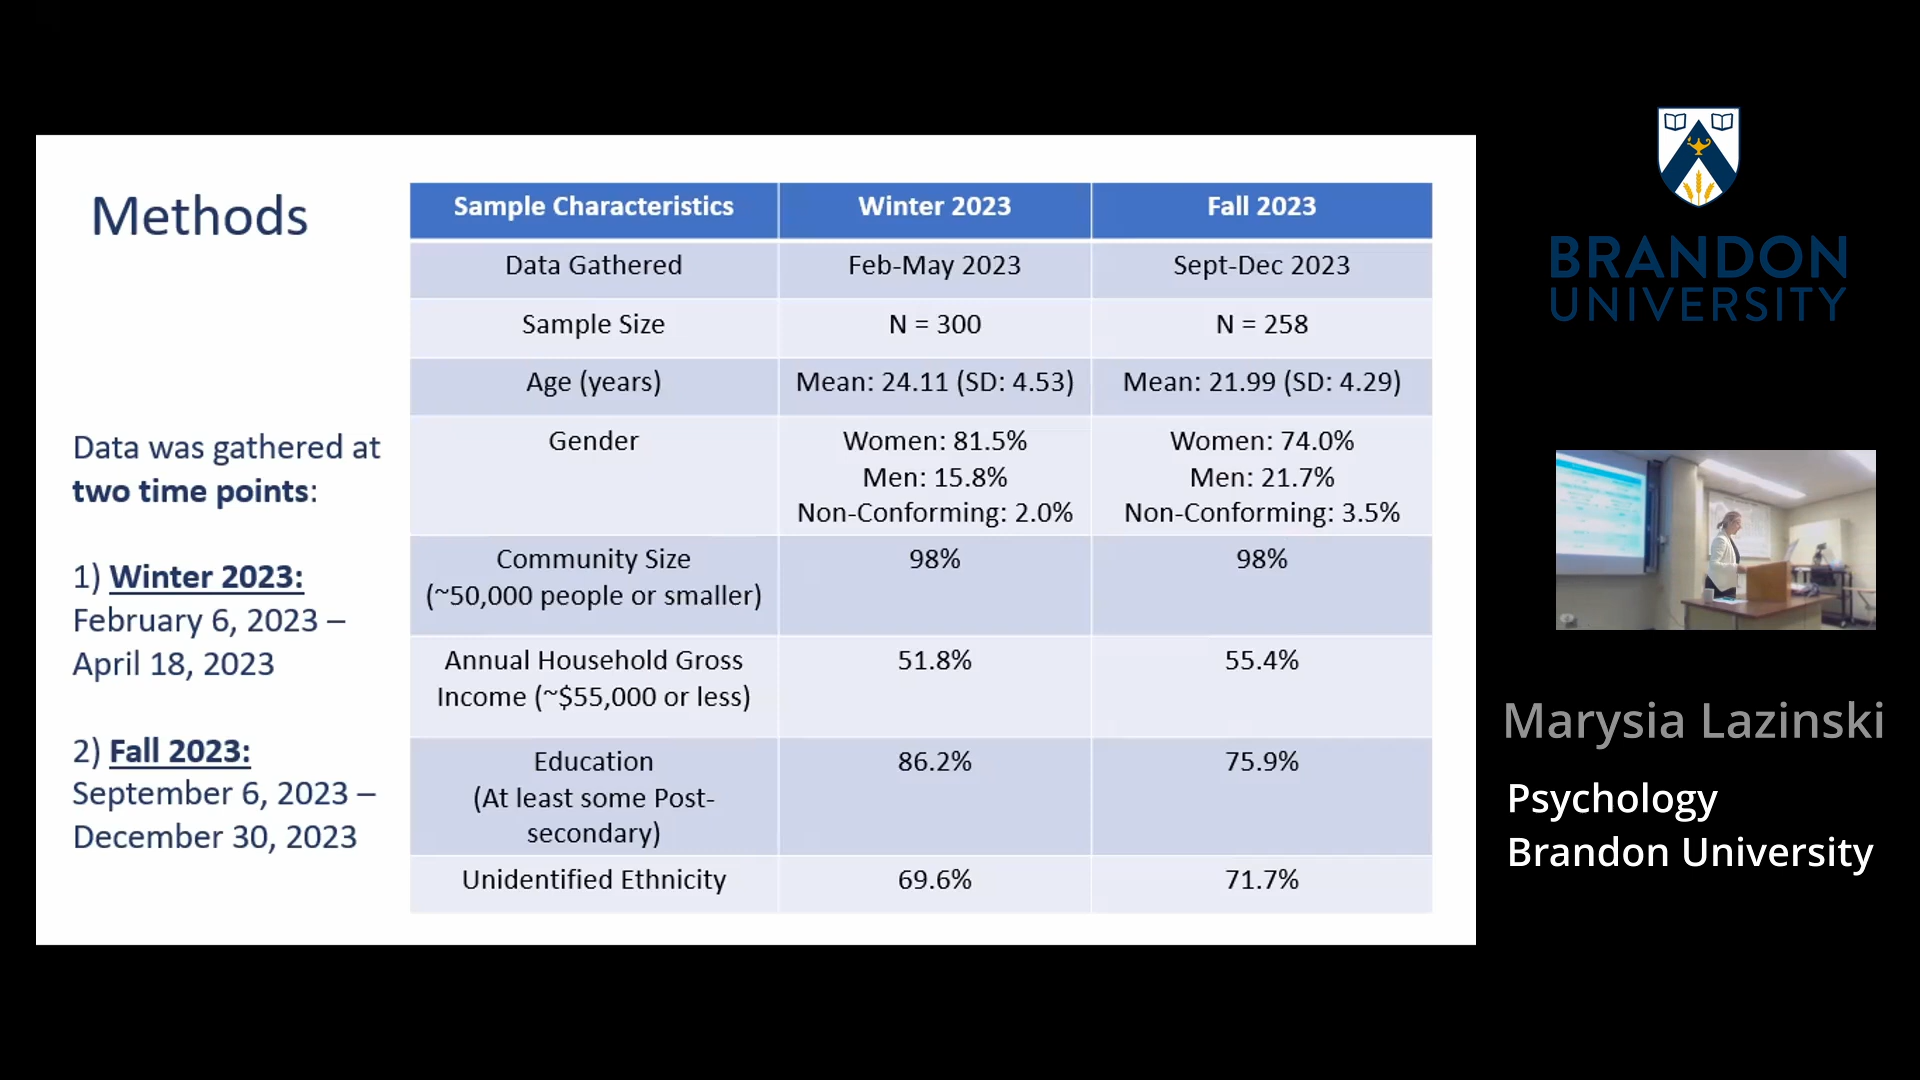 Methods
Data was gathered at
two time points:
1) Winter 2023:
February 6, 2023 –
April 18, 2023
2) Fall 2023:
September 6, 2023 –
December 30, 2023
Sample Characteristics Winter 2023 Fall 2023
Data Gathered Feb-May 2023 Sept-Dec 2023
Sample Size N = 300 N = 258
Age (years) Mean: 24.11 (SD: 4.53) Mean: 21.99 (SD: 4.29)
Gender Women: 81.5% Women: 74.0%
Men: 15.8% Men: 21.7%
Non-Conforming: 2.0% Non-Conforming: 3.5%
Community Size 98% 98%
(~50,000 people or smaller)
Annual Household Gross 51.8% 55.4%
Income (~$55,000 or less)
Education 86.2% 75.9%
(At least some Post-
secondary)
Unidentified Ethnicity 69.6% 71.7%
BRANDON
UNIVERSITY
Marysia Lazinski
Psychology
Brandon University